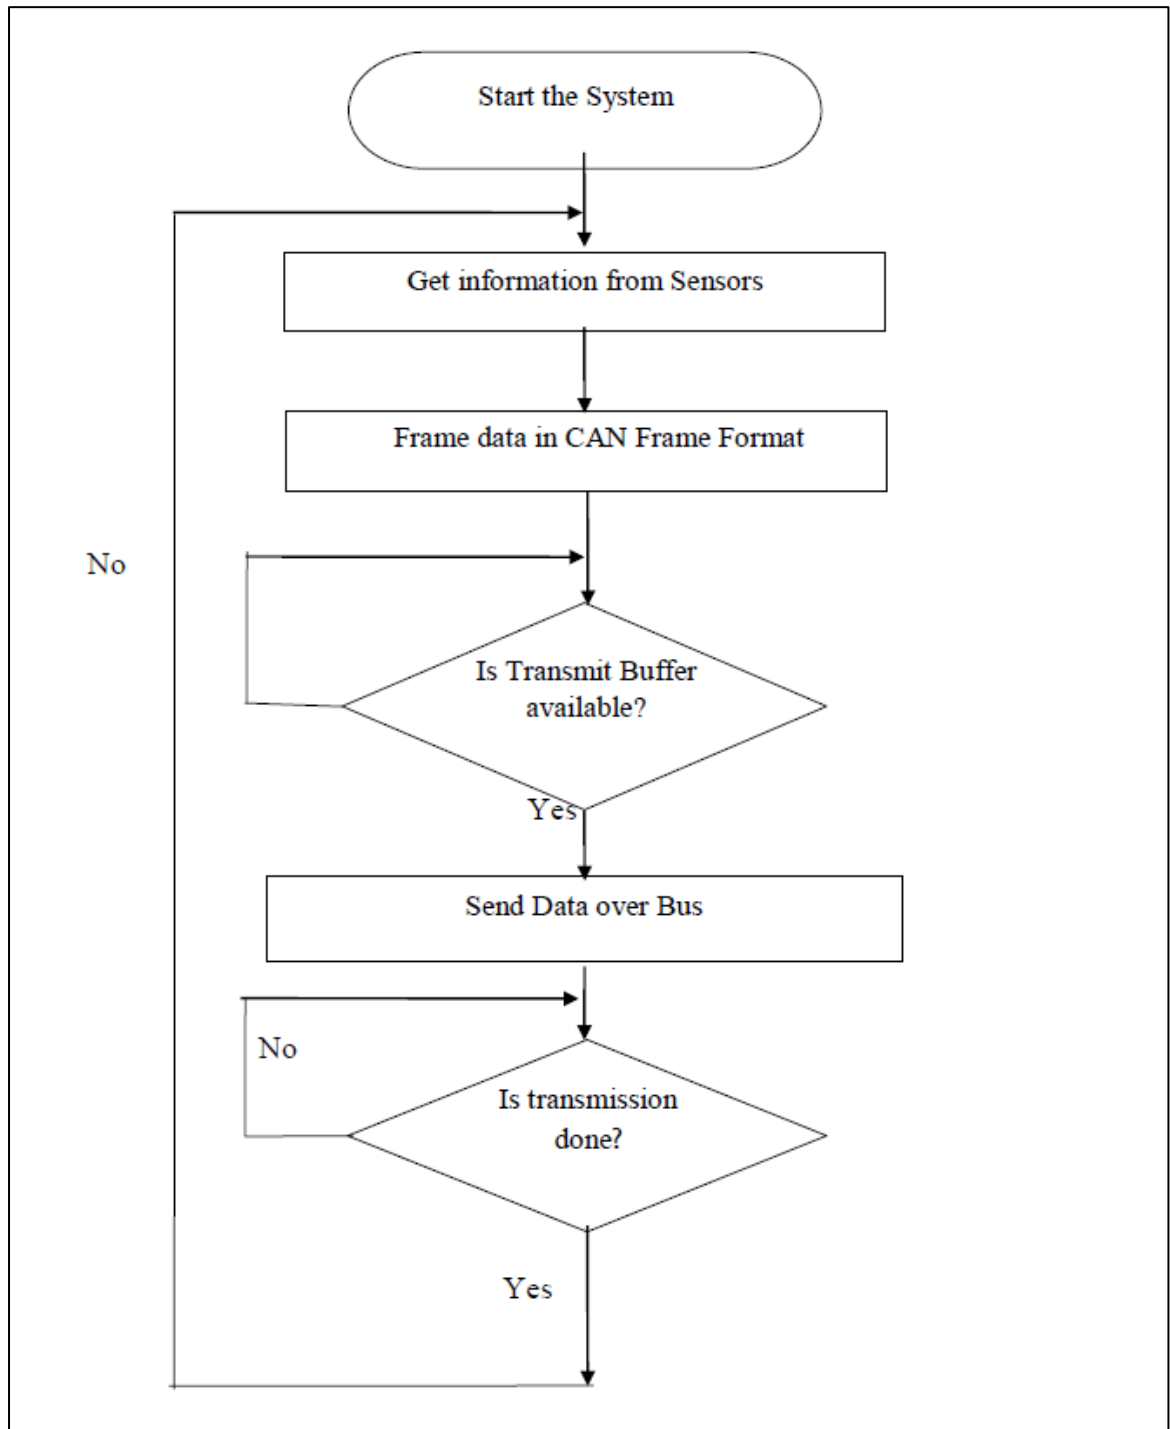 Start the System
Get information from Sensors
Frame data in CAN Frame Format
No
Is Transmit Buffer
available?
Yes
Send Data over Bus
No
Is transmission
done?
Yes